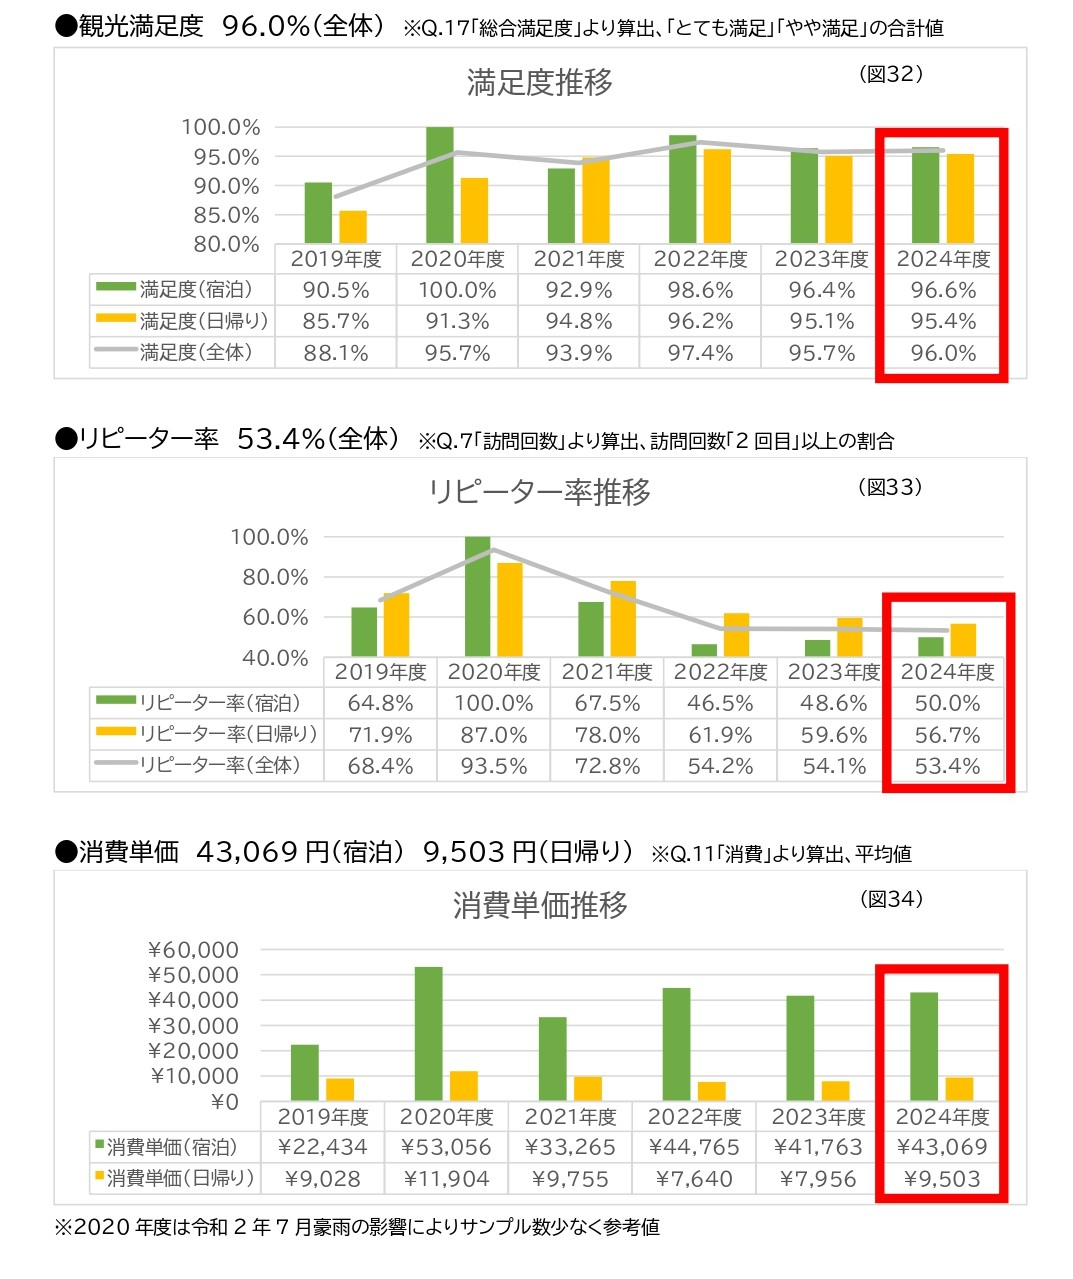 ●観光満足度　96.0%(全体)　※Q.17「総合満足度」より算出、「とても満足」「やや満足」の合計値
満足度推移
(図32)
100.0%
95.0%
90.0%
85.0%
80.0%
2019年度 2020年度 2021年度 2022年度 2023年度 2024年度
満足度(宿泊) 90.5% 100.0% 92.9% 98.6% 96.4% 96.6%
満足度(日帰り) 85.7% 91.3% 94.8% 96.2% 95.1% 95.4%
満足度(全体) 88.1% 95.7% 93.9% 97.4% 95.7% 96.0%
●リピーター率　53.4%(全体)　※Q.7「訪問回数」より算出、訪問回数「2回目」以上の割合
リピーター率推移
(図33)
100.0%
80.0%
60.0%
40.0%
2019年度 2020年度 2021年度 2022年度 2023年度 2024年度
リピーター率(宿泊) 64.8% 100.0% 67.5% 46.5% 48.6% 50.0%
リピーター率(日帰り) 71.9% 87.0% 78.0% 61.9% 59.6% 56.7%
リピーター率(全体) 68.4% 93.5% 72.8% 54.2% 54.1% 53.4%
●消費単価　43,069円(宿泊)　9,503円(日帰り)　※Q.11「消費」より算出、平均値
消費単価推移
(図34)
¥60,000
¥50,000
¥40,000
¥30,000
¥20,000
¥10,000
¥0
2019年度 2020年度 2021年度 2022年度 2023年度 2024年度
消費単価(宿泊) ¥22,434 ¥53,056 ¥33,265 ¥44,765 ¥41,763 ¥43,069
消費単価(日帰り) ¥9,028 ¥11,904 ¥9,755 ¥7,640 ¥7,956 ¥9,503
※2020年度は令和2年7月豪雨の影響によりサンプル数少なく参考値